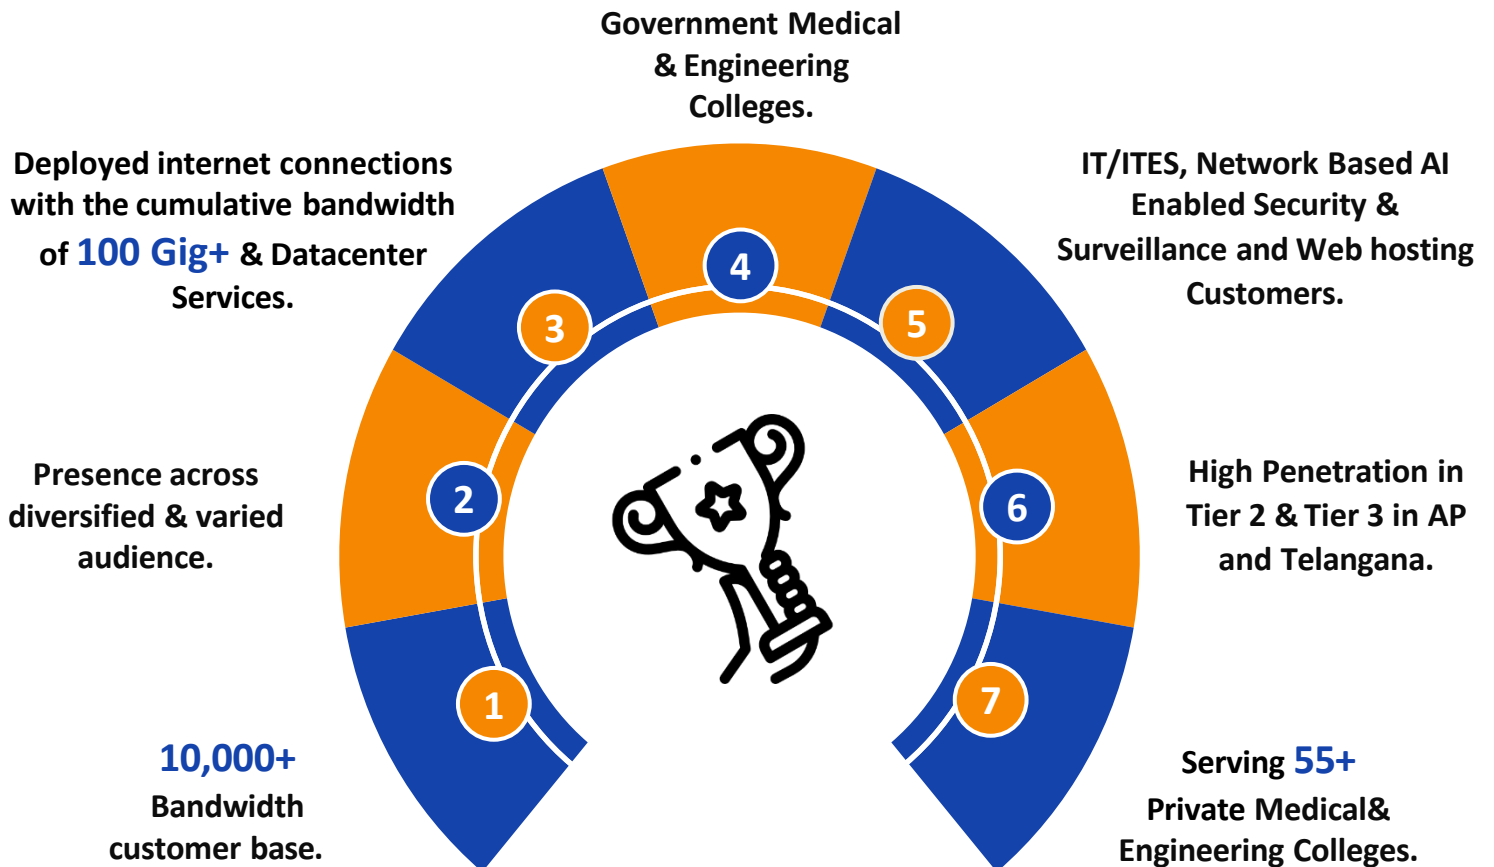 Government Medical
& Engineering
Colleges.
Deployed internet connections
with the cumulative bandwidth
of 100 Gig+ & Datacenter
Services.
IT/ITES, Network Based AI
Enabled Security &
Surveillance and Web hosting
Customers.
4
3
5
Presence across
diversified & varied
audience.
2
6
High Penetration in
Tier 2 & Tier 3 in AP
and Telangana.
1
7
10,000+
Bandwidth
customer base.
Serving 55+
Private Medical&
Engineering Colleges.